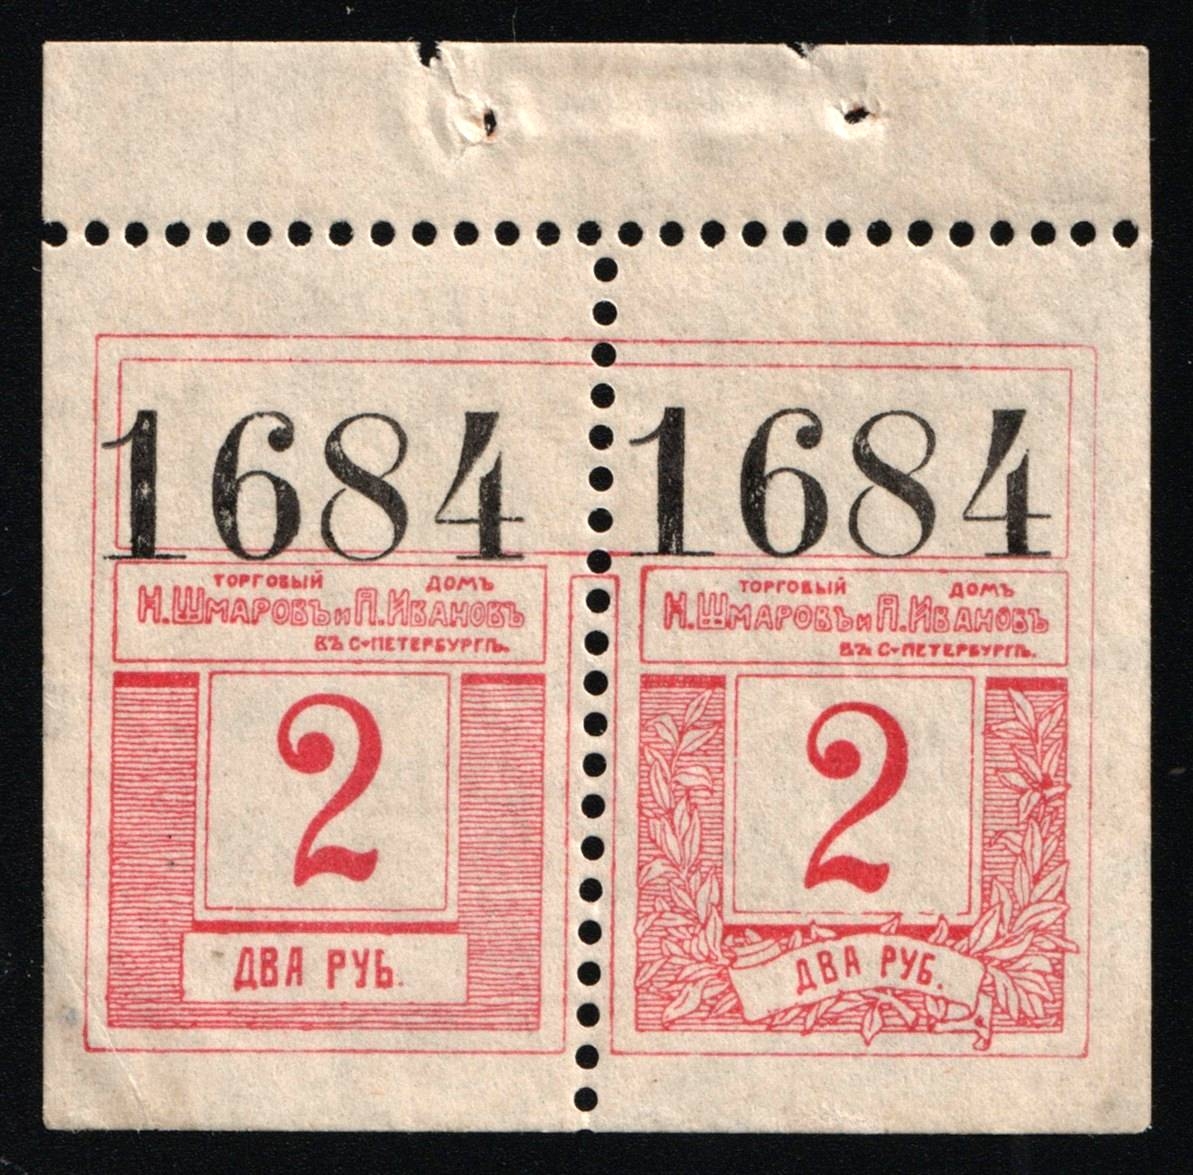 1684 1684
ТОРГОВЫЙ ДОМЪ
Н.ШМАРОВЪ и П.ИВАНОВЪ
ВЪ С-ПЕТЕРБУРГѢ.
2
ДВА РУБ.
ТОРГОВЫЙ ДОМЪ
Н.ШМАРОВЪ и П.ИВАНОВЪ
ВЪ С-ПЕТЕРБУРГѢ.
2
ДВА РУБ.